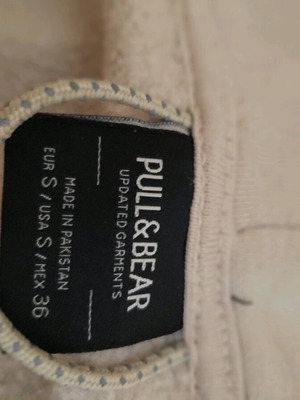 PULL&BEAR
UPDATED GARMENTS
MADE IN PAKISTAN
EUR S / USA S / MEX 36